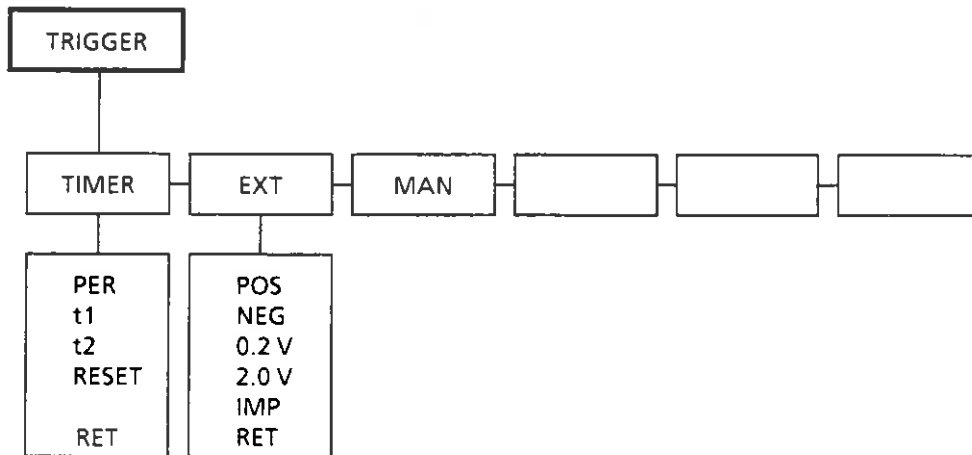 TRIGGER
TIMER
EXT
MAN
PER
t1
t2
RESET
RET
POS
NEG
0.2 V
2.0 V
IMP
RET